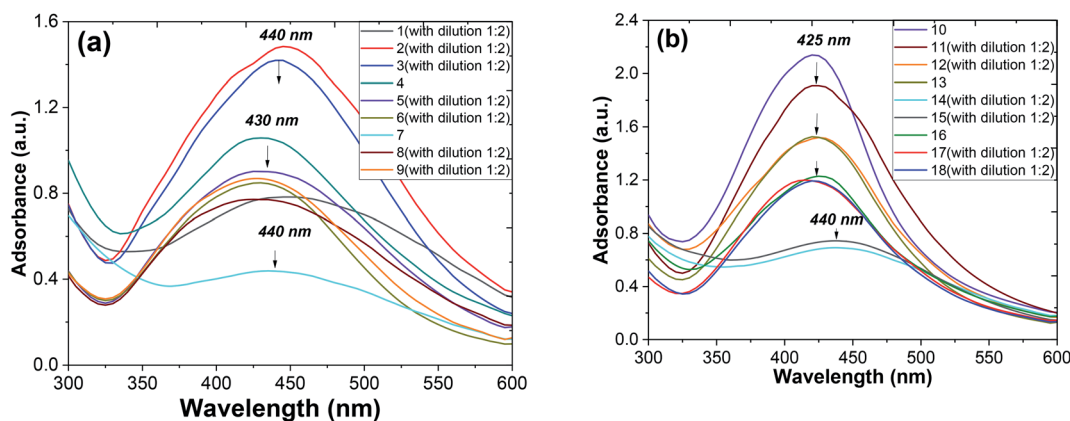 (a)
440 nm
430 nm
440 nm
1(with dilution 1:2)
2(with dilution 1:2)
3(with dilution 1:2)
4
5(with dilution 1:2)
6(with dilution 1:2)
7
8(with dilution 1:2)
9(with dilution 1:2)
Adsorbance (a.u.)
1.6
1.2
0.8
0.4
0.0
300 350 400 450 500 550 600
Wavelength (nm)
(b)
425 nm
440 nm
10
11(with dilution 1:2)
12(with dilution 1:2)
13
14(with dilution 1:2)
15(with dilution 1:2)
16
17(with dilution 1:2)
18(with dilution 1:2)
Adsorbance (a.u.)
2.4
2.0
1.6
1.2
0.8
0.4
0.0
300 350 400 450 500 550 600
Wavelength (nm)